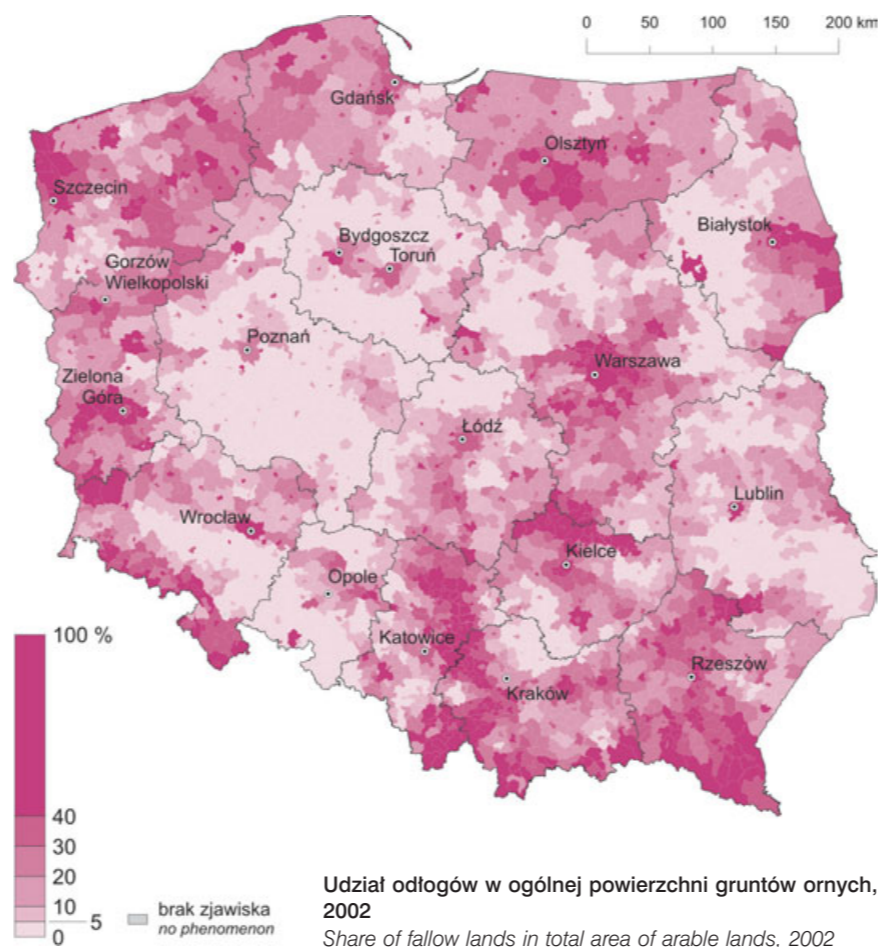 0 50 100 150 200 km
Gdańsk
Olsztyn
Szczecin
Białystok
Bydgoszcz
Toruń
Gorzów
Wielkopolski
Poznań
Warszawa
Zielona
Góra
Łódź
Lublin
Wrocław
Kielce
Opole
Katowice
Rzeszów
Kraków
100 %
40
30
20
10
5
0
brak zjawiska
no phenomenon
Udział odłogów w ogólnej powierzchni gruntów ornych,
2002
Share of fallow lands in total area of arable lands, 2002